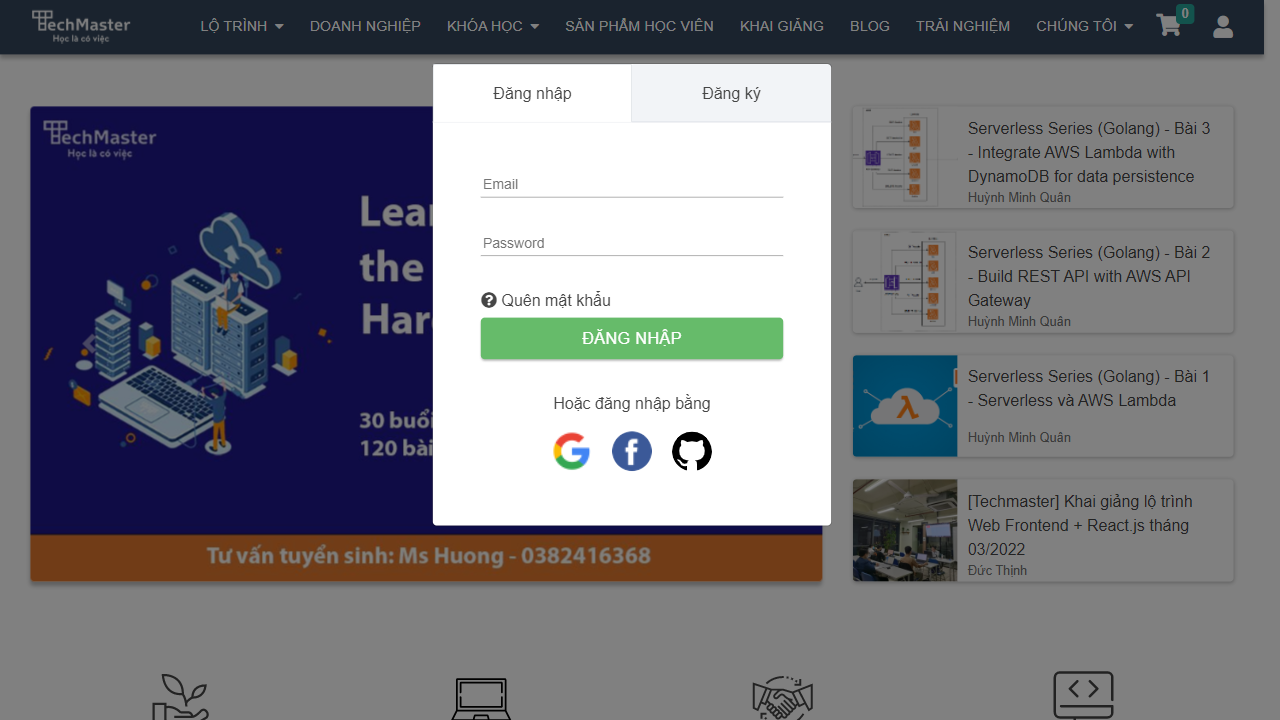 TechMaster
Học là có việc
LỘ TRÌNH
DOANH NGHIỆP
KHÓA HỌC
SẢN PHẨM HỌC VIÊN
KHAI GIẢNG
BLOG
TRẢI NGHIỆM
CHÚNG TÔI
0
Đăng nhập
Đăng ký
Email
Password
Quên mật khẩu
ĐĂNG NHẬP
Hoặc đăng nhập bằng
TechMaster
Học là có việc
the
30 buổi
120 bài
Tư vấn tuyển sinh: Ms Huong - 0382416368
Serverless Series (Golang) - Bài 3
- Integrate AWS Lambda with
DynamoDB for data persistence
Huỳnh Minh Quân
Serverless Series (Golang) - Bài 2
- Build REST API with AWS API
Gateway
Huỳnh Minh Quân
Serverless Series (Golang) - Bài 1
- Serverless và AWS Lambda
Huỳnh Minh Quân
[Techmaster] Khai giảng lộ trình
Web Frontend + React.js tháng
03/2022
Đức Thịnh